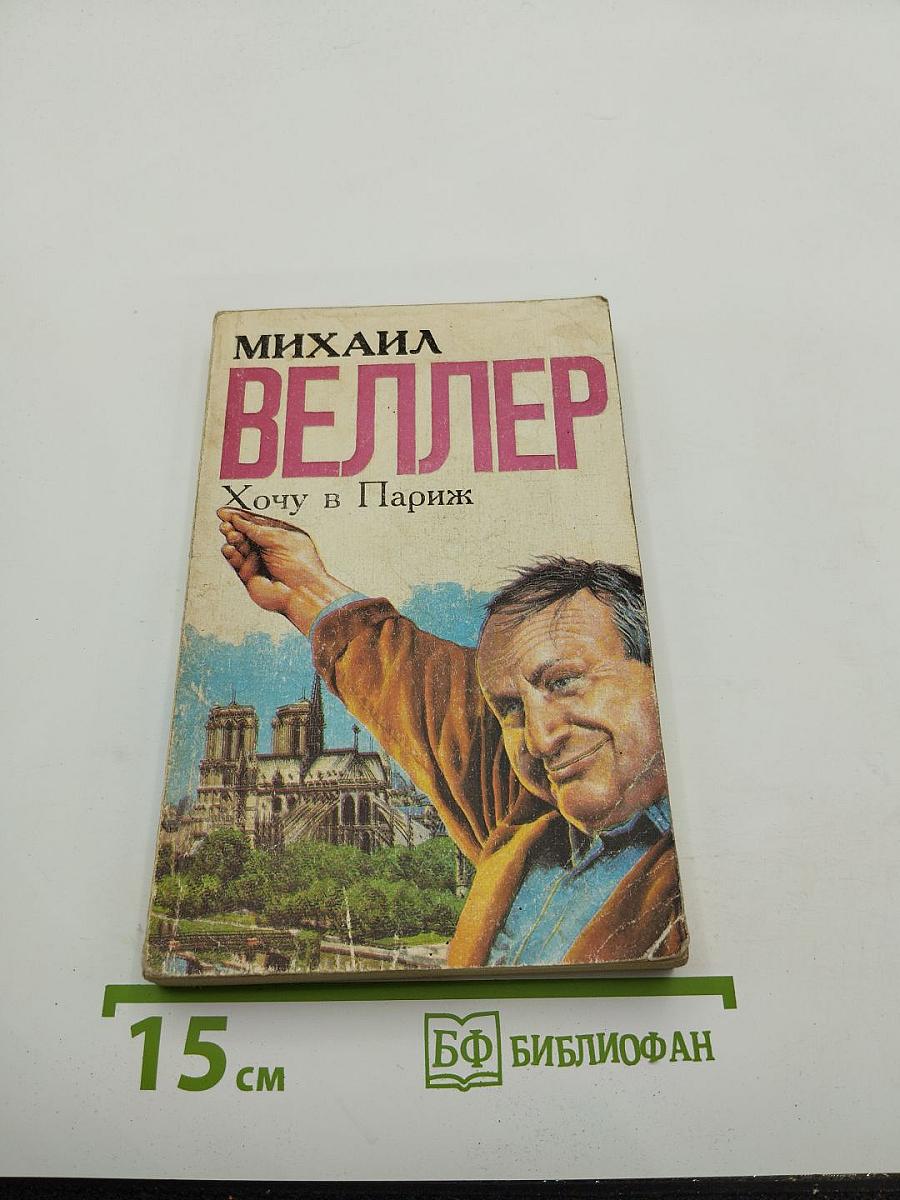 МИХАИЛ
ВЕЛЛЕР
Хочу в Париж
15 см
БФ БИБЛИОФАН